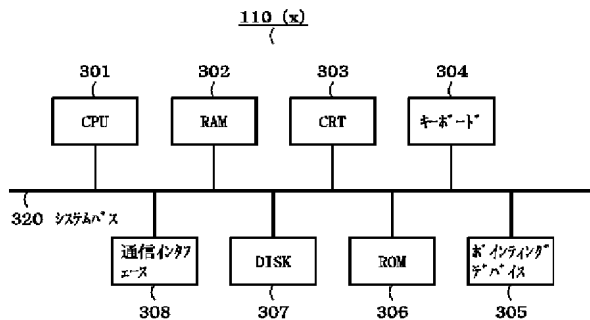 110 (x)
301
302
303
304
CPU
RAM
CRT
キーボード
320 システムバス
通信インタフ
ェース
DISK
ROM
ポインティング
デバイス
308
307
306
305